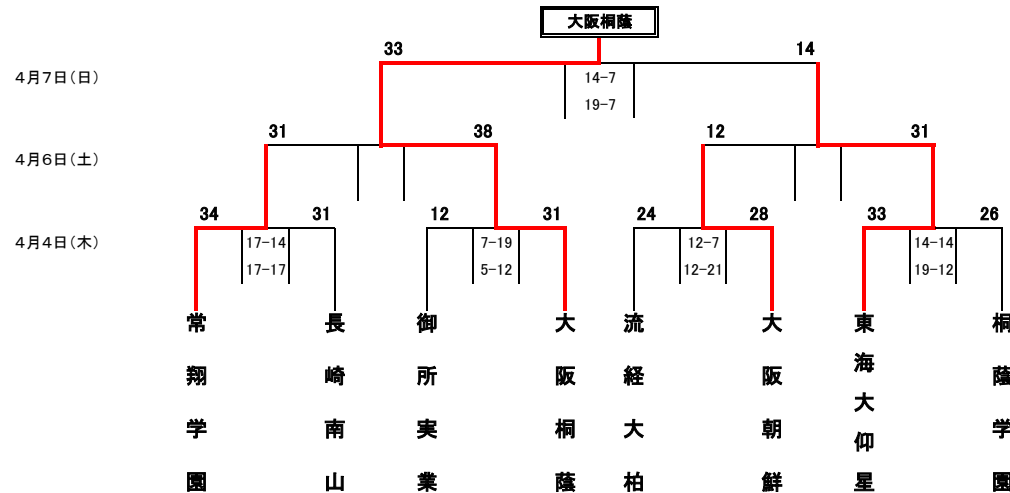 大阪桐蔭
33
14
4月7日(日)
14-7
19-7
31
38
12
31
4月6日(土)
34
31
12
31
24
28
33
26
4月4日(木)
17-14
7-19
12-7
14-14
17-17
5-12
12-21
19-12
常翔学園
長崎南山
御所実業
大阪桐蔭
流経大柏
大阪朝鮮
東海大仰星
桐蔭学園